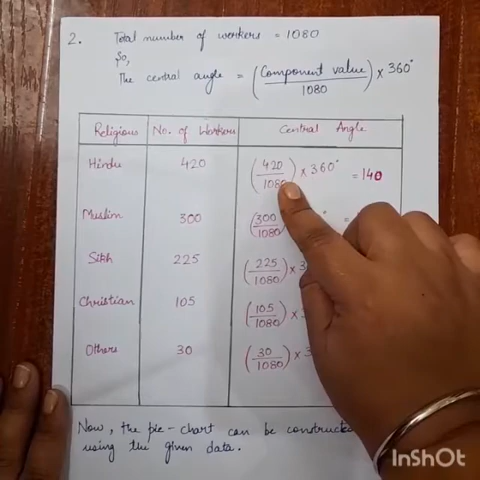 2. Total number of workers = 1080
So,
The central angle = (Component value / 1080) × 360°
Religious No. of Workers Central Angle
Hindu 420 (420/1080) × 360° = 140
Muslim 300 (300/1080) ° =
Sikh 225 (225/1080) × 3
Christian 105 (105/1080) ×
Others 30 (30/1080) × 3
Now, the pie-chart can be
using the given data.
InShOt